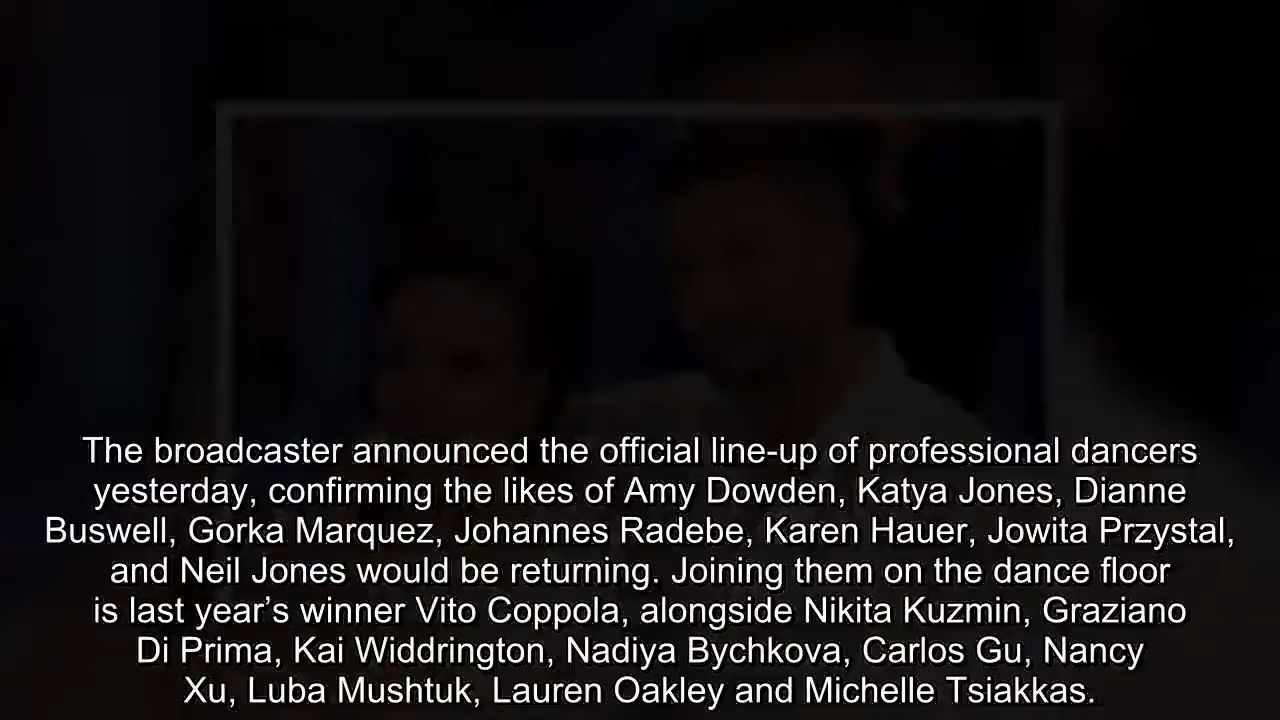 The broadcaster announced the official line-up of professional dancers
yesterday, confirming the likes of Amy Dowden, Katya Jones, Dianne
Buswell, Gorka Marquez, Johannes Radebe, Karen Hauer, Jowita Przystal,
and Neil Jones would be returning. Joining them on the dance floor
is last year’s winner Vito Coppola, alongside Nikita Kuzmin, Graziano
Di Prima, Kai Widdrington, Nadiya Bychkova, Carlos Gu, Nancy
Xu, Luba Mushtuk, Lauren Oakley and Michelle Tsiakkas.